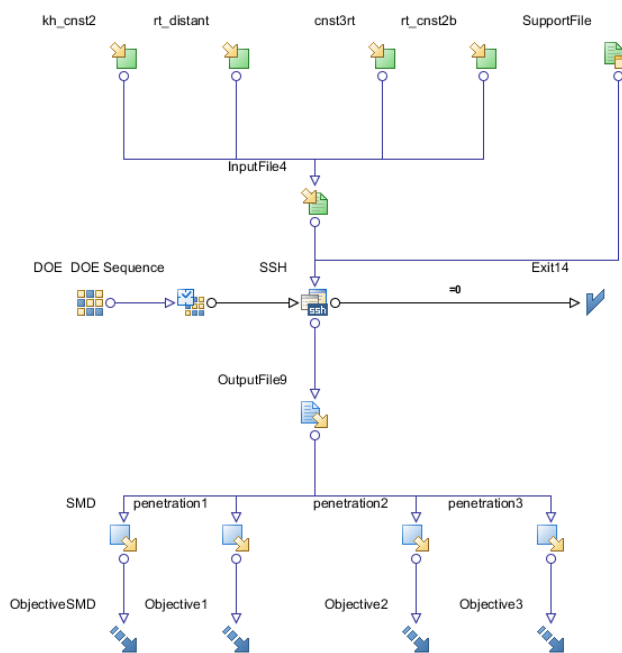 kh_cnst2 rt_distant cnst3rt rt_cnst2b SupportFile
InputFile4
DOE DOE Sequence SSH Exit14
=0
ssh
OutputFile9
SMD penetration1 penetration2 penetration3
ObjectiveSMD Objective1 Objective2 Objective3